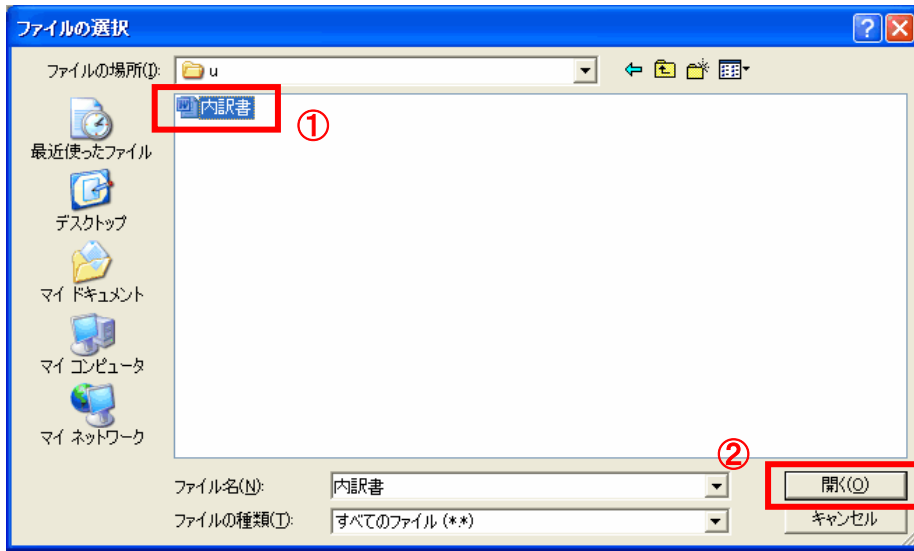 ファイルの選択
ファイルの場所(I):
u
内訳書
①
最近使ったファイル
デスクトップ
マイ ドキュメント
マイ コンピュータ
マイ ネットワーク
②
ファイル名(N):
内訳書
開く(O)
ファイルの種類(T):
すべてのファイル (*.*)
キャンセル